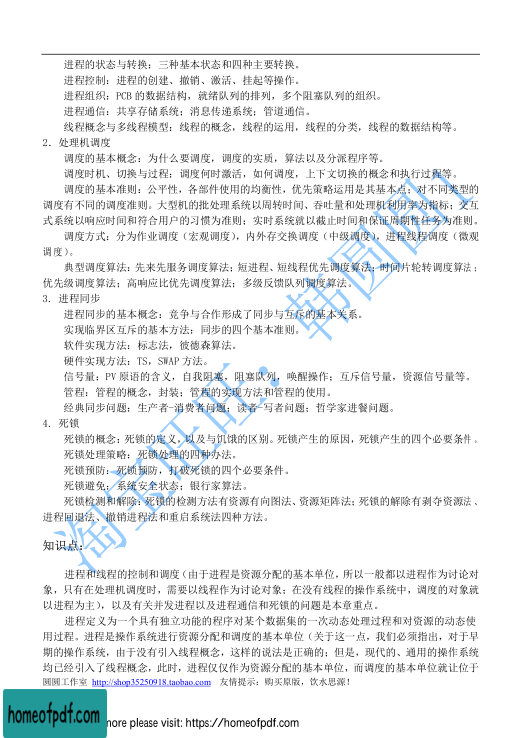 进程的状态与转换：三种基本状态和四种主要转换。
进程控制：进程的创建、撤销、激活、挂起等操作。
进程组织：PCB 的数据结构，就绪队列的排列，多个阻塞队列的组织。
进程通信：共享存储系统；消息传递系统；管道通信。
线程概念与多线程模型：线程的概念，线程的运用，线程的分类，线程的数据结构等。
2. 处理机调度
调度的基本概念：为什么要调度，调度的实质，算法以及分派程序等。
调度时机、切换与过程：调度何时激活，如何调度，上下文切换的概念和执行过程等。
调度的基本准则：公平性，各部件使用的均衡性，优先策略运用是其基本点；对不同类型的
调度有不同的调度准则。大型机的批处理系统以周转时间、吞吐量和处理机利用率为指标；交互
式系统以响应时间和符合用户的习惯为准则；实时系统就以截止时间和保证周期性任务为准则。
调度方式：分为作业调度（宏观调度），内外存交换调度（中级调度），进程线程调度（微观
调度）。
典型调度算法：先来先服务调度算法；短进程、短线程优先调度算法；时间片轮转调度算法；
优先级调度算法；高响应比优先调度算法；多级反馈队列调度算法。
3. 进程同步
进程同步的基本概念：竞争与合作形成了同步与互斥的基本关系。
实现临界区互斥的基本方法；同步的四个基本准则。
软件实现方法：标志法，彼德森算法。
硬件实现方法：TS，SWAP 方法。
信号量：PV 原语的含义，自我阻塞，阻塞队列，唤醒操作；互斥信号量，资源信号量等。
管程：管程的概念，封装；管程的实现方法和管程的使用。
经典同步问题：生产者-消费者问题；读者-写者问题；哲学家进餐问题。
4. 死锁
死锁的概念：死锁的定义，以及与饥饿的区别。死锁产生的原因，死锁产生的四个必要条件。
死锁处理策略：死锁处理的四种办法。
死锁预防：死锁预防，打破死锁的四个必要条件。
死锁避免：系统安全状态；银行家算法。
死锁检测和解除：死锁的检测方法有资源有向图法、资源矩阵法；死锁的解除有剥夺资源法、
进程回退法、撤销进程法和重启系统法四种方法。
知识点：
进程和线程的控制和调度（由于进程是资源分配的基本单位，所以一般都以进程作为讨论对
象，只有在处理机调度时，需要以线程作为讨论对象；在没有线程的操作系统中，调度的对象就
以进程为主），以及有关并发进程以及进程通信和死锁的问题是本章重点。
进程定义为一个具有独立功能的程序对某个数据集的一次动态处理过程和对资源的动态使
用过程。进程是操作系统进行资源分配和调度的基本单位（关于这一点，我们必须指出，对于早
期的操作系统，由于没有引入线程概念，这样的说法是正确的；但是，现代的、通用的操作系统
均已经引入了线程概念，此时，进程仅仅作为资源分配的基本单位，而调度的基本单位就让位于
圆圆工作室 http://shop35250918.taobao.com 友情提示：购买原版，饮水思源！
淘宝旺旺：韩圆圆1
homeofpdf.com
more please visit: https://homeofpdf.com